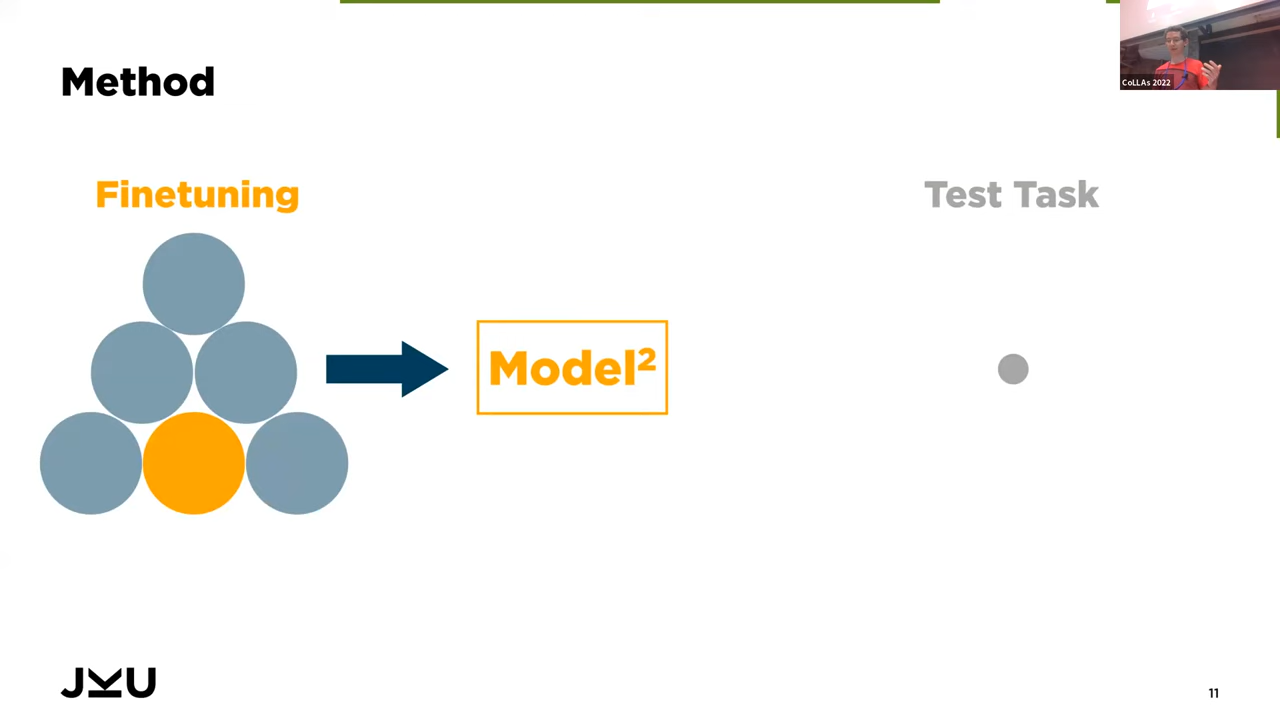 Method
CoLLAs 2022
Finetuning
Test Task
Model²
JKU
11